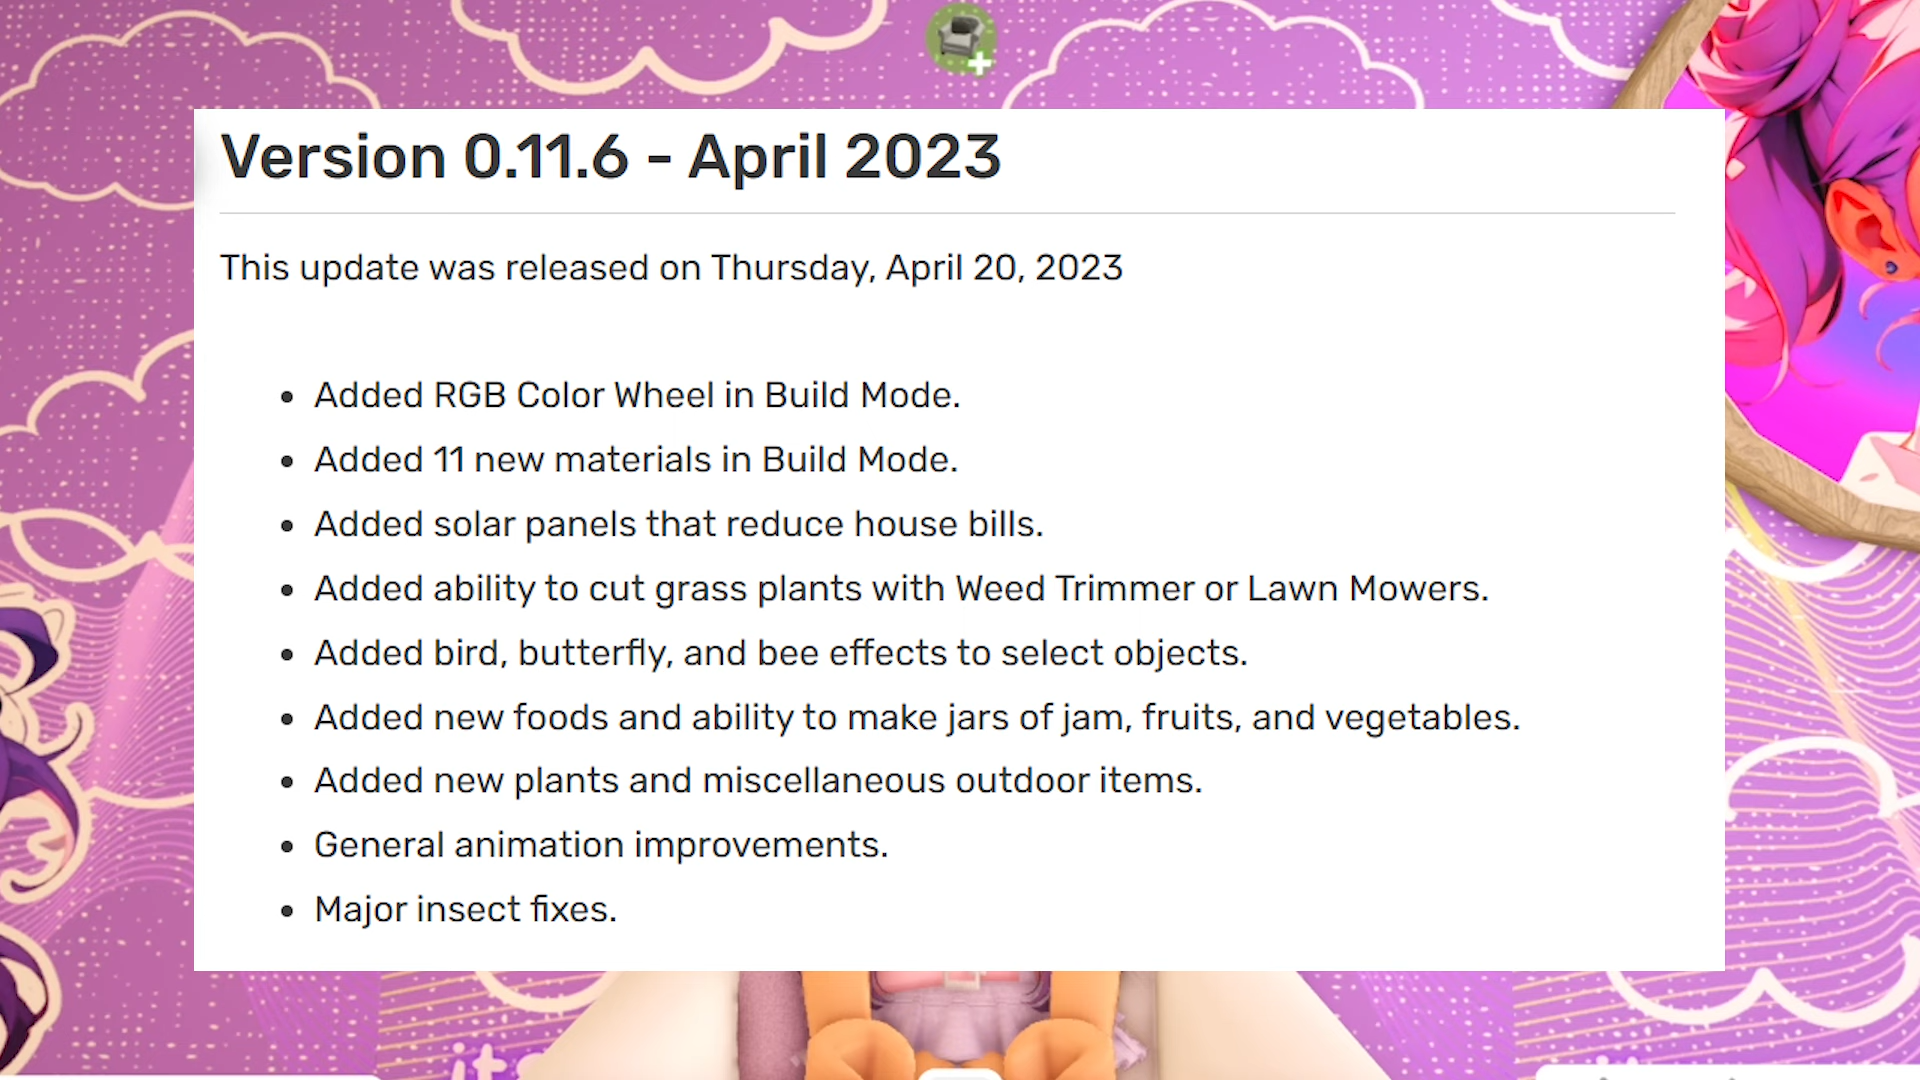 Version 0.11.6 - April 2023
This update was released on Thursday, April 20, 2023
• Added RGB Color Wheel in Build Mode.
• Added 11 new materials in Build Mode.
• Added solar panels that reduce house bills.
• Added ability to cut grass plants with Weed Trimmer or Lawn Mowers.
• Added bird, butterfly, and bee effects to select objects.
• Added new foods and ability to make jars of jam, fruits, and vegetables.
• Added new plants and miscellaneous outdoor items.
• General animation improvements.
• Major insect fixes.